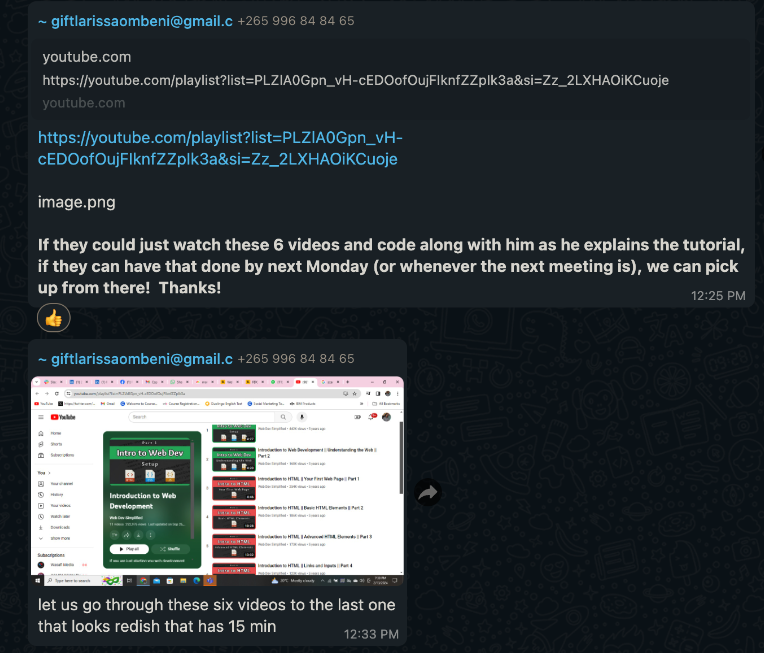 ~ giftlarissaombeni@gmail.c +265 996 84 84 65
youtube.com
https://youtube.com/playlist?list=PLZlA0Gpn_vH-cEDOofOujFIknfZZpIk3a&si=Zz_2LXHAOiKCuoje
youtube.com
https://youtube.com/playlist?list=PLZlA0Gpn_vH-
cEDOofOujFIknfZZpIk3a&si=Zz_2LXHAOiKCuoje
image.png
If they could just watch these 6 videos and code along with him as he explains the tutorial,
if they can have that done by next Monday (or whenever the next meeting is), we can pick
up from there!  Thanks!
12:25 PM
~ giftlarissaombeni@gmail.c +265 996 84 84 65
YouTube
Search
Home
Shorts
Subscriptions
You
Your channel
History
Your videos
Watch later
Downloads
Show more
Subscriptions
Part 1
Intro to Web Dev
Setup
Introduction to Web
Development
Web Dev Simplified
Play all
Shuffle
Introduction to Web Development || Understanding the Web ||
Part 2
Introduction to HTML || Your First Web Page || Part 1
Introduction to HTML || Basic HTML Elements || Part 2
Introduction to HTML || Advanced HTML Elements || Part 3
Introduction to HTML || Links and Inputs || Part 4
Type here to search
Mostly cloudy
let us go through these six videos to the last one
that looks redish that has 15 min
12:33 PM